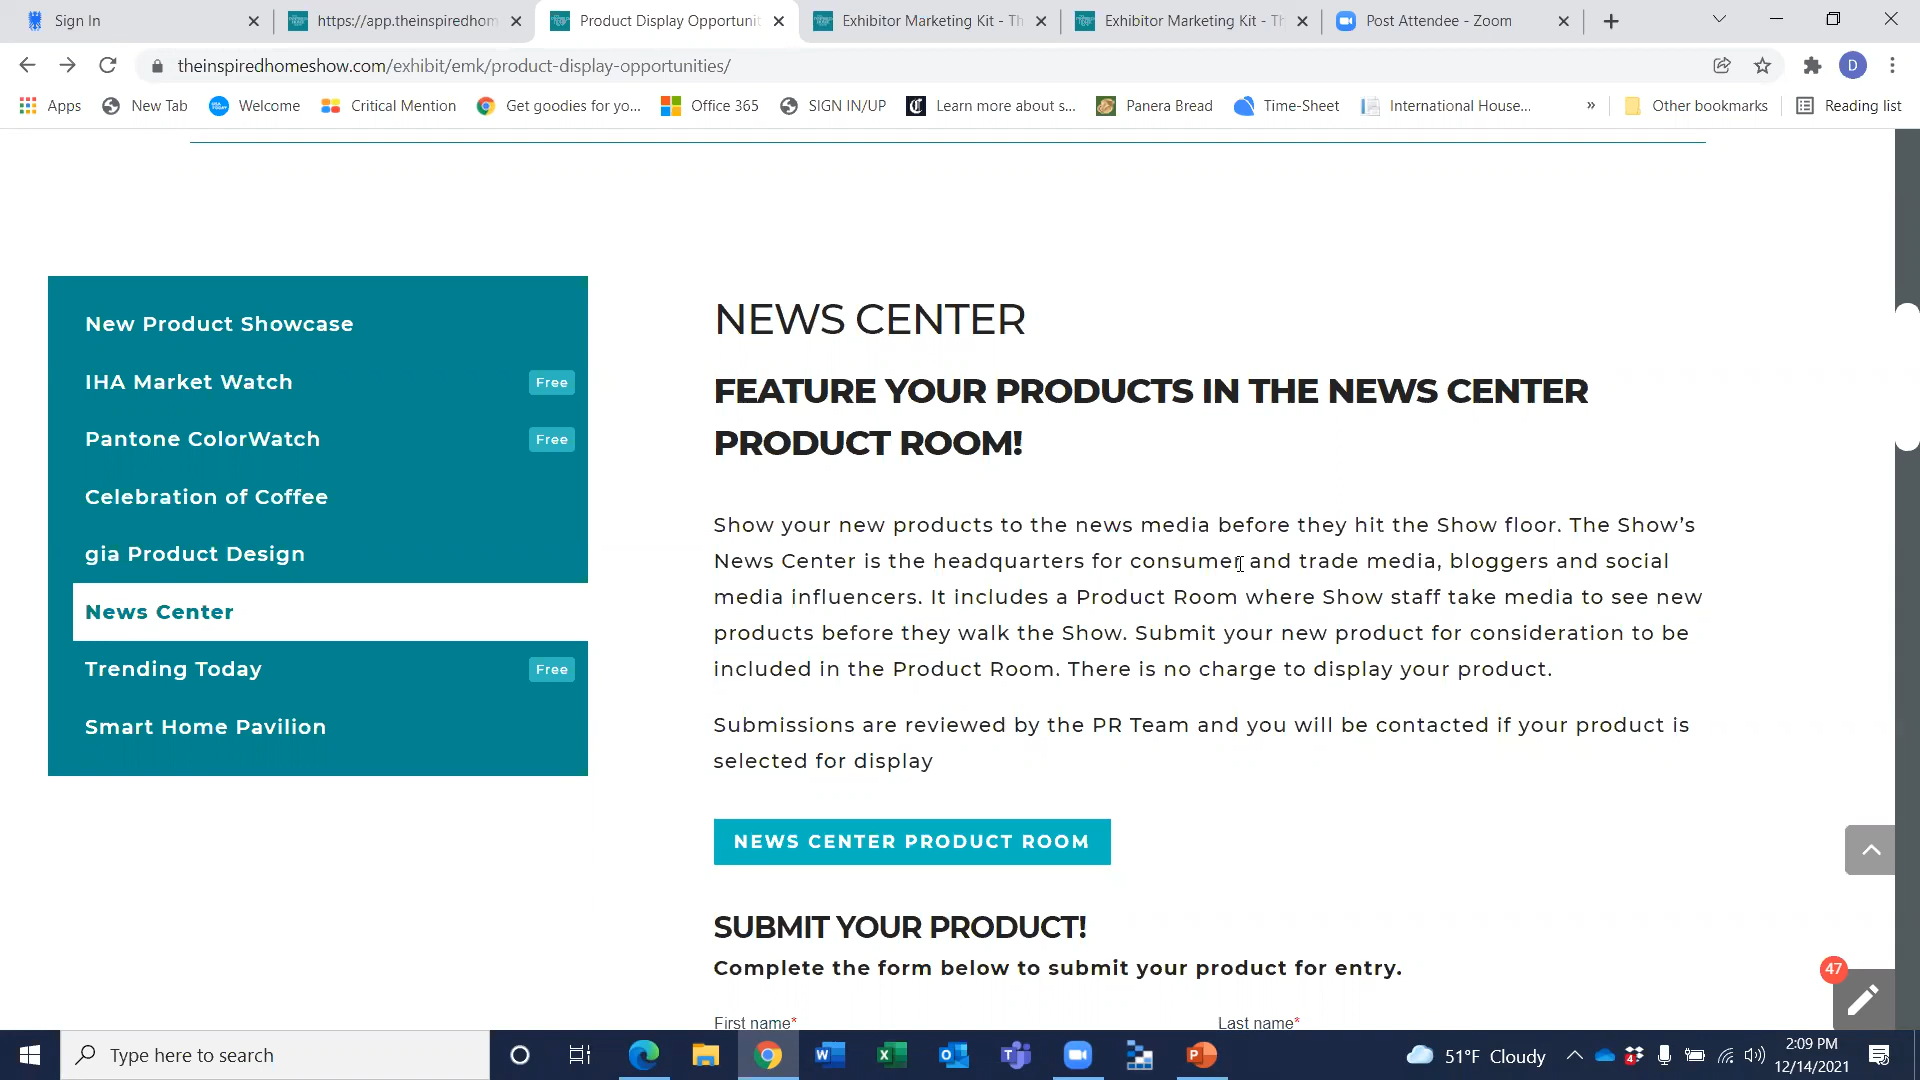 Sign In
https://app.theinspiredhom
Product Display Opportunit
Exhibitor Marketing Kit - Th
Exhibitor Marketing Kit - Th
Post Attendee - Zoom
theinspiredhomeshow.com/exhibit/emk/product-display-opportunities/
D
Apps
New Tab
Welcome
Critical Mention
Get goodies for yo...
Office 365
SIGN IN/UP
Learn more about s...
Panera Bread
Time-Sheet
International House...
»
Other bookmarks
Reading list
New Product Showcase
IHA Market Watch Free
Pantone ColorWatch Free
Celebration of Coffee
gia Product Design
News Center
Trending Today Free
Smart Home Pavilion
NEWS CENTER
FEATURE YOUR PRODUCTS IN THE NEWS CENTER
PRODUCT ROOM!
Show your new products to the news media before they hit the Show floor. The Show’s
News Center is the headquarters for consumer and trade media, bloggers and social
media influencers. It includes a Product Room where Show staff take media to see new
products before they walk the Show. Submit your new product for consideration to be
included in the Product Room. There is no charge to display your product.
Submissions are reviewed by the PR Team and you will be contacted if your product is
selected for display
NEWS CENTER PRODUCT ROOM
SUBMIT YOUR PRODUCT!
Complete the form below to submit your product for entry.
First name*
Last name*
47
Type here to search
51°F Cloudy
2:09 PM
12/14/2021